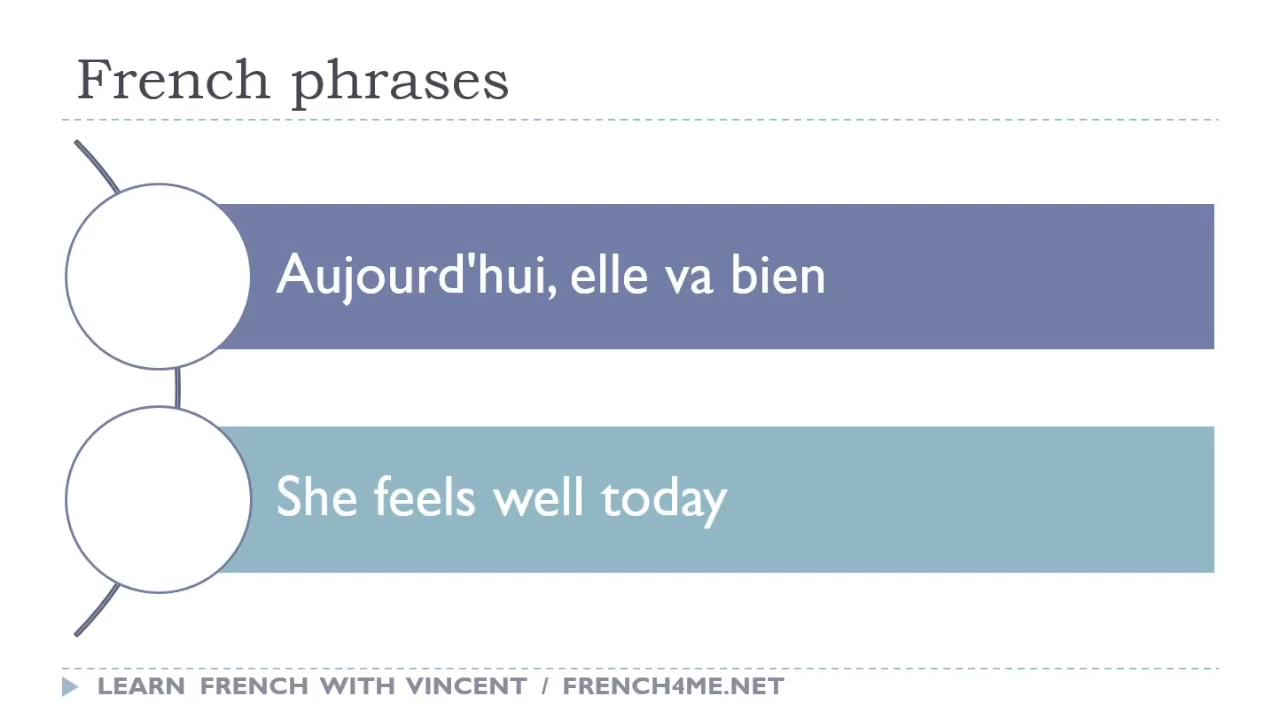 French phrases
Aujourd'hui, elle va bien
She feels well today
LEARN FRENCH WITH VINCENT / FRENCH4ME.NET